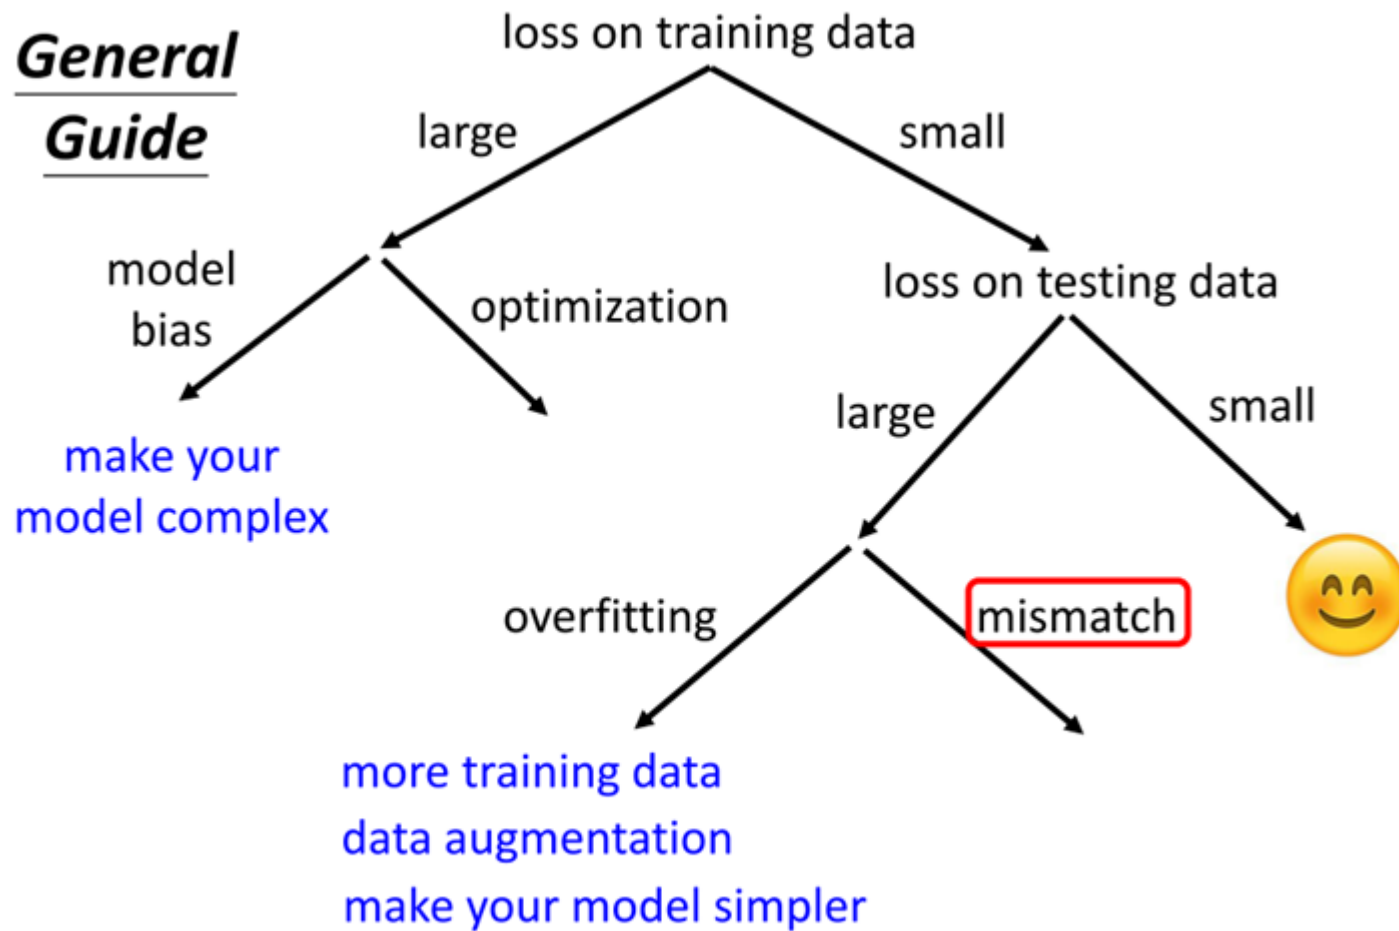 General
Guide
loss on training data
large
small
model
bias
optimization
loss on testing data
make your
model complex
large
small
overfitting
mismatch
more training data
data augmentation
make your model simpler